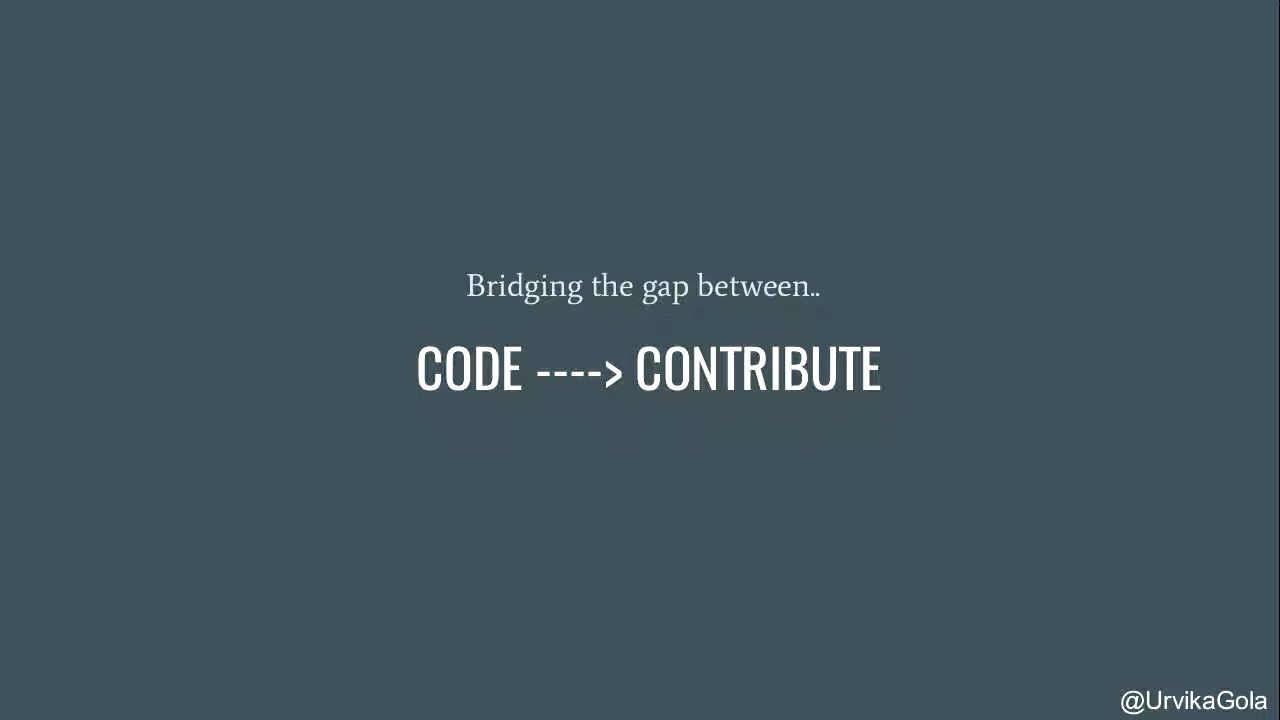 Bridging the gap between..
CODE ----> CONTRIBUTE
@UrvikaGola